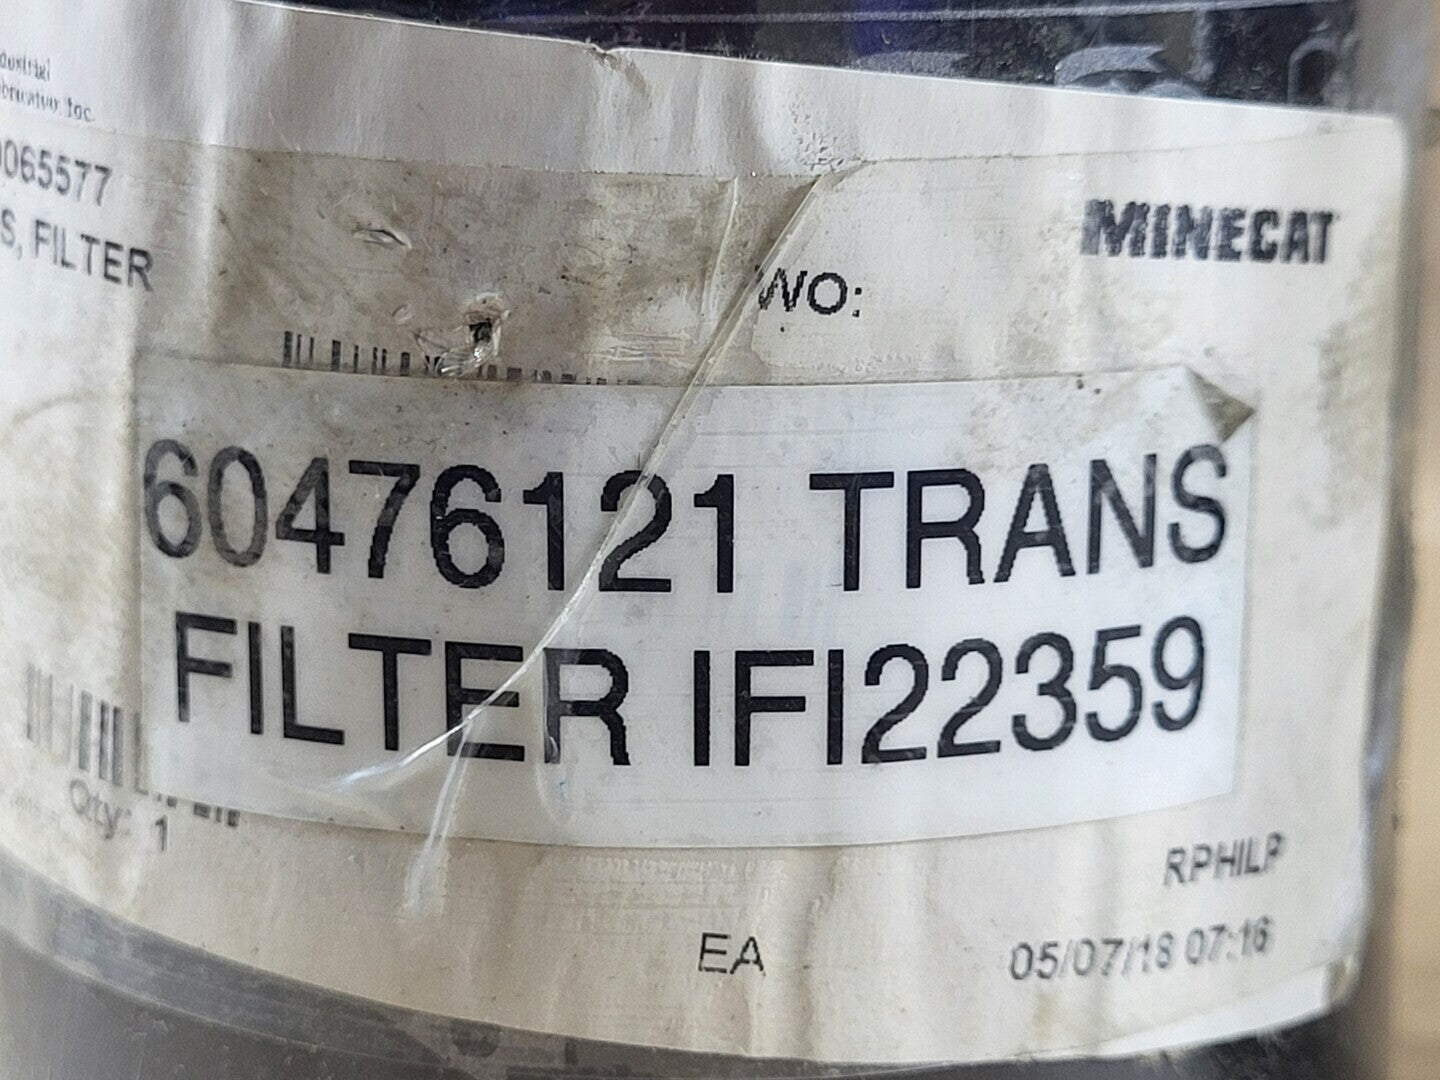 065577
S, FILTER
MINECAT
WO:
60476121 TRANS
FILTER IFI22359
Qty: 1
RPHILP
EA
05/07/18 07:16